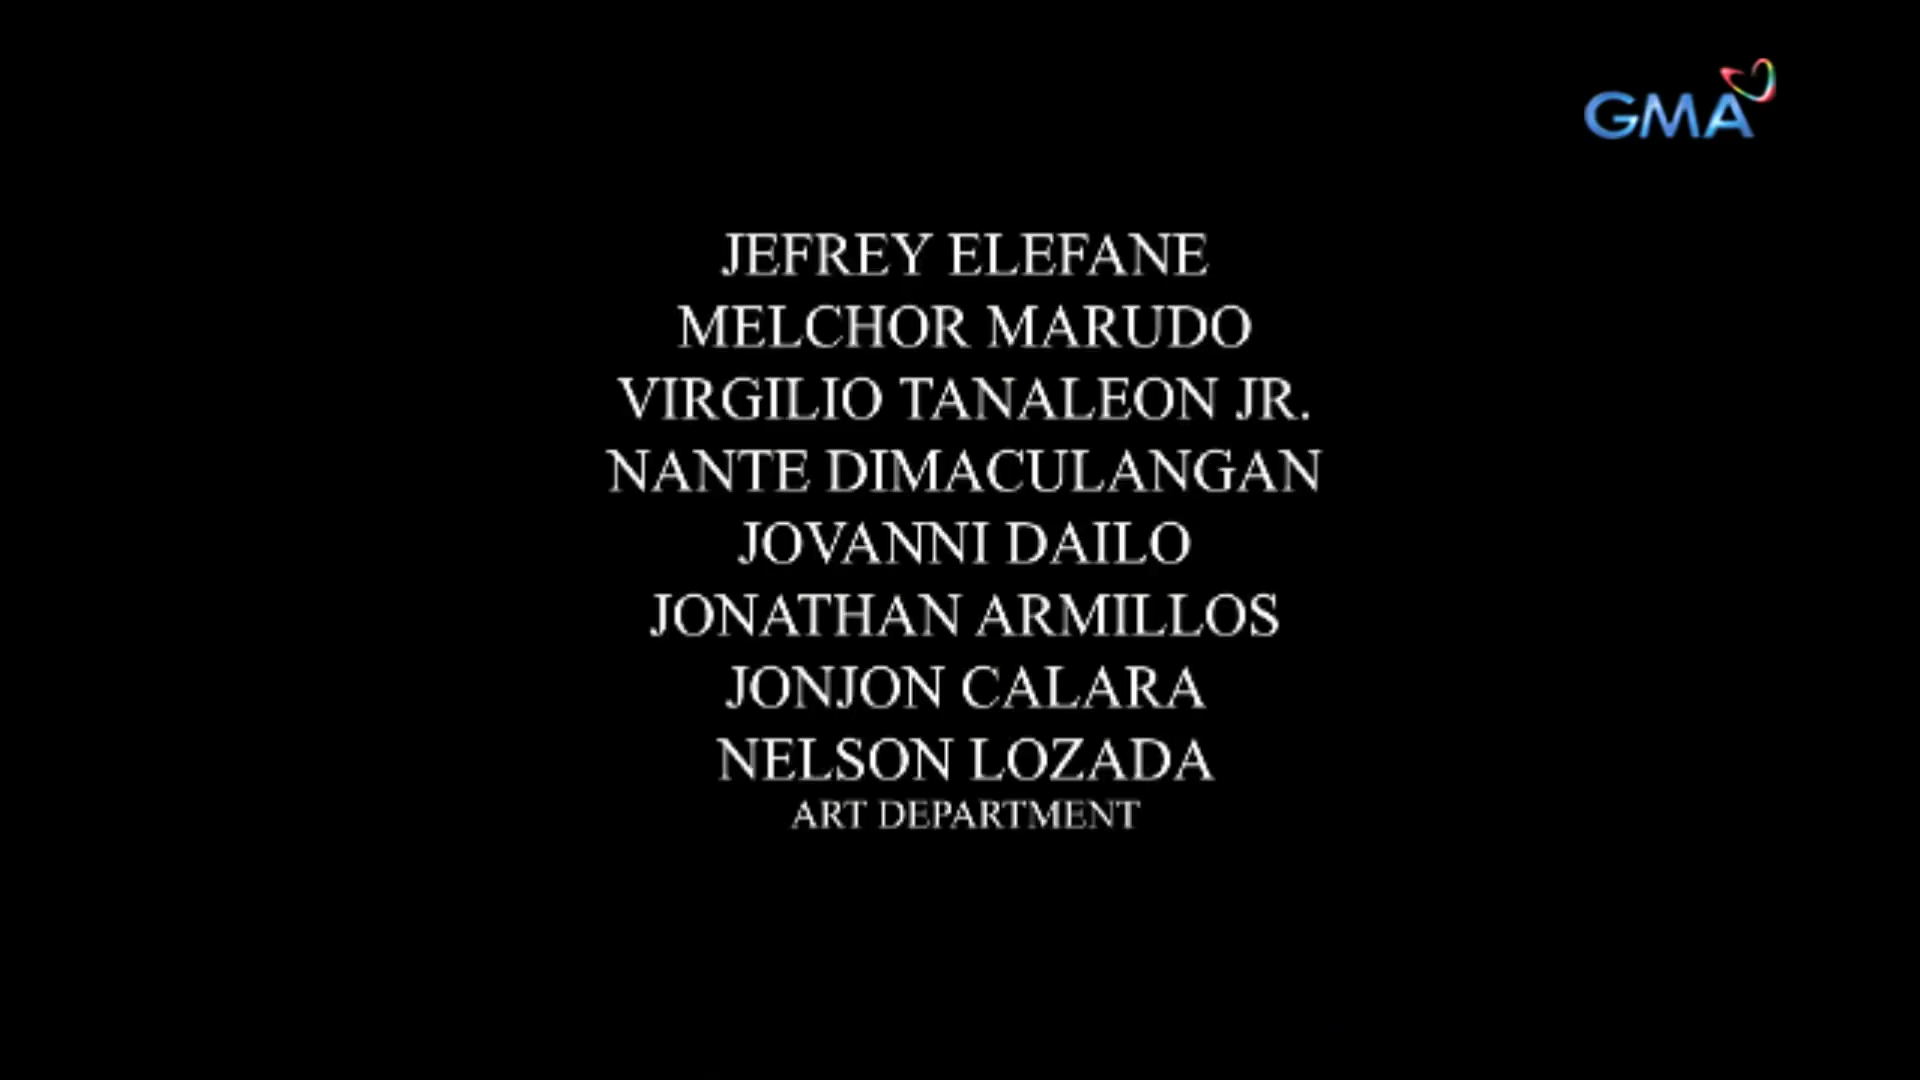 GMA
JEFREY ELEFANE
MELCHOR MARUDO
VIRGILIO TANALEON JR.
NANTE DIMACULANGAN
JOVANNI DAILO
JONATHAN ARMILLOS
JONJON CALARA
NELSON LOZADA
ART DEPARTMENT